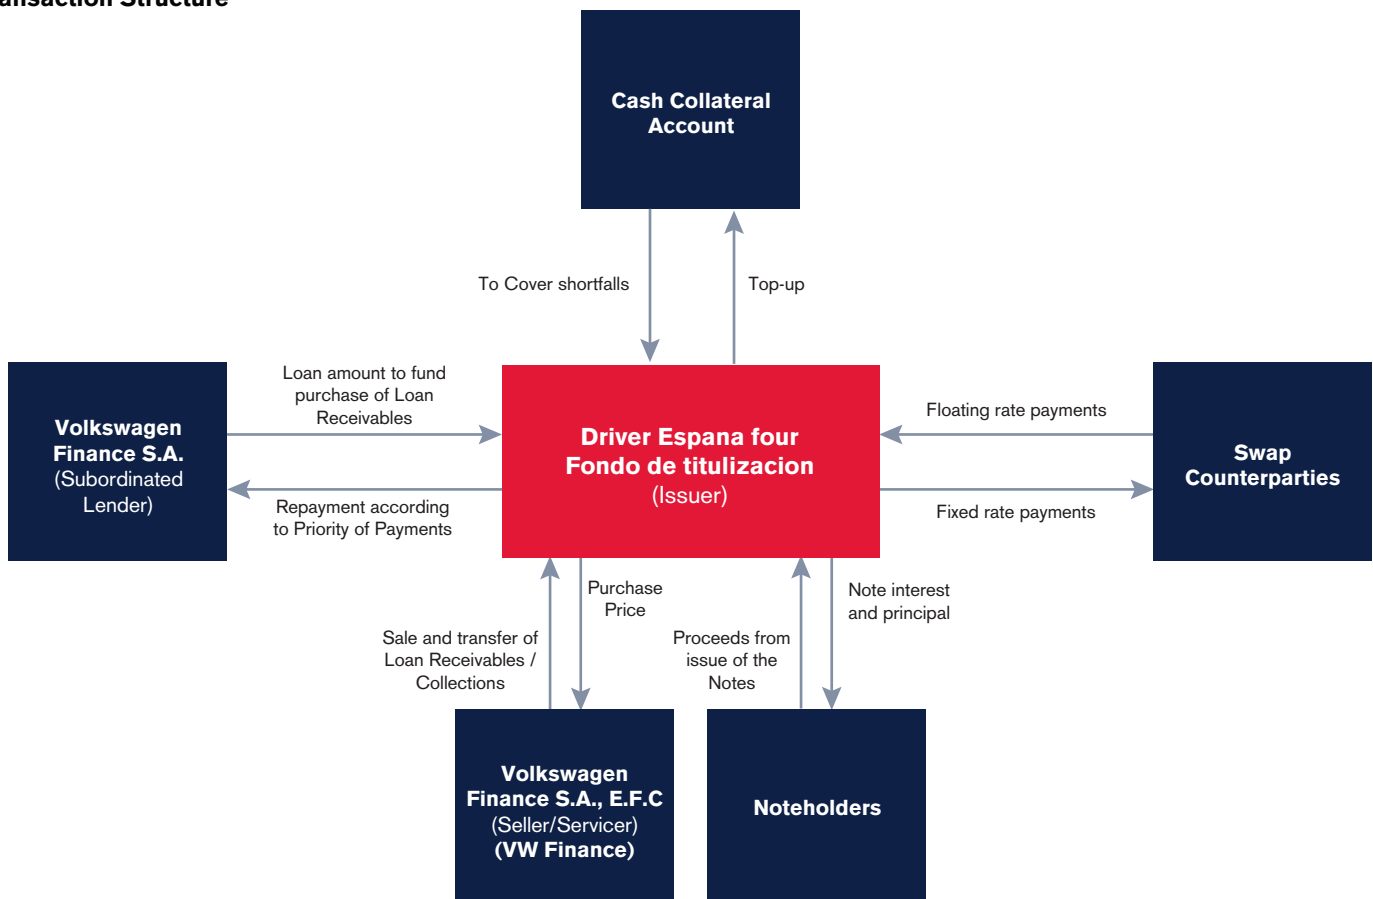 ansaction Structure
Cash Collateral
Account
To Cover shortfalls
Top-up
Loan amount to fund
purchase of Loan
Receivables
Volkswagen
Finance S.A.
(Subordinated
Lender)
Repayment according
to Priority of Payments
Driver Espana four
Fondo de titulizacion
(Issuer)
Floating rate payments
Fixed rate payments
Swap
Counterparties
Purchase
Price
Sale and transfer of
Loan Receivables /
Collections
Proceeds from
issue of the
Notes
Note interest
and principal
Volkswagen
Finance S.A., E.F.C
(Seller/Servicer)
(VW Finance)
Noteholders